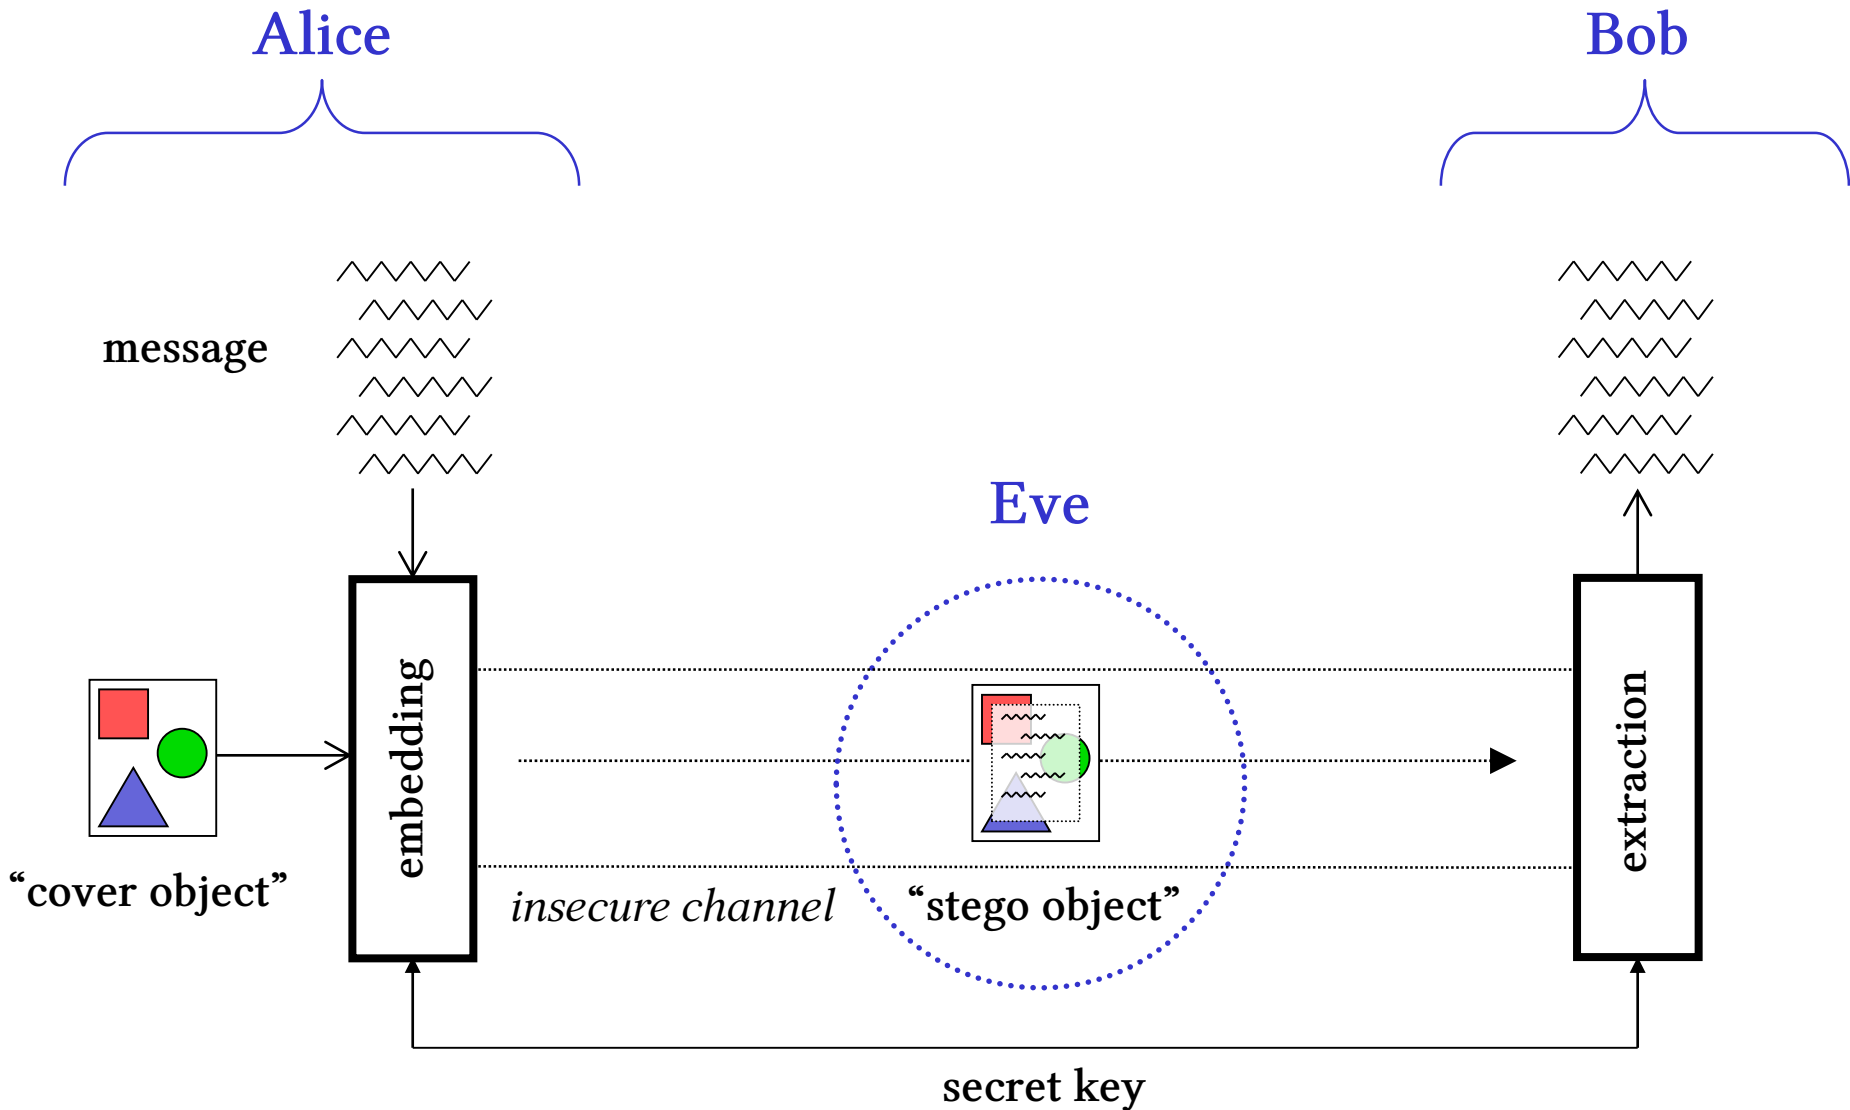 Alice
Bob
message
Eve
embedding
extraction
“cover object”
insecure channel
“stego object”
secret key